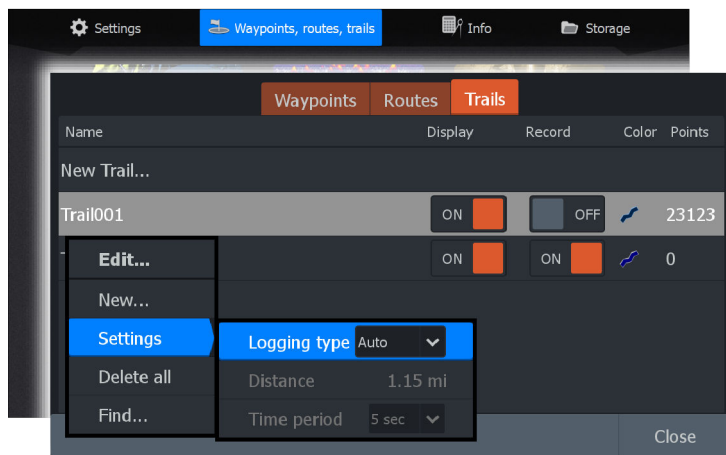 Settings Waypoints, routes, trails Info Storage
Waypoints Routes Trails
Name Display Record Color Points
New Trail...
Trail001 ON OFF 23123
Edit... ON ON 0
New...
Settings Logging type Auto
Delete all Distance 1.15 mi
Find... Time period 5 sec
Close